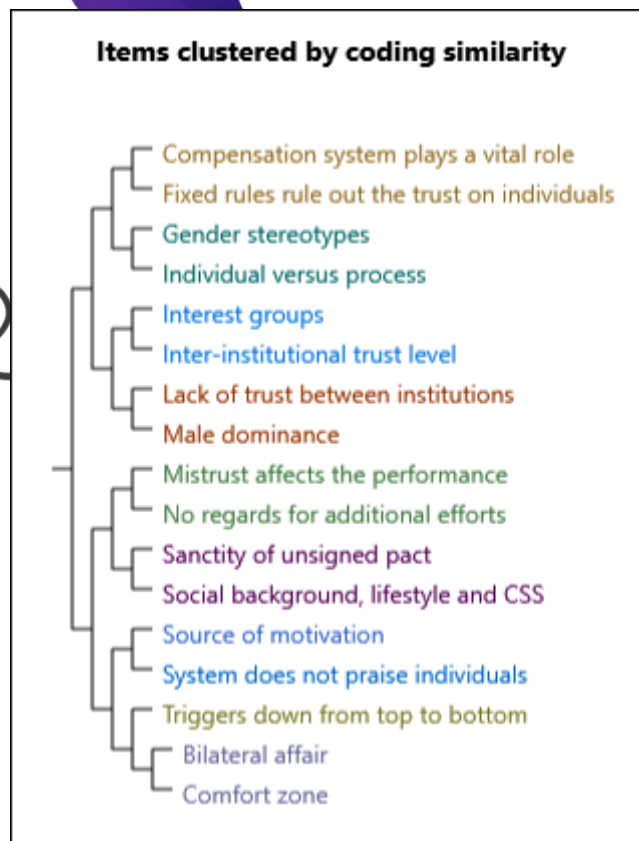 Items clustered by coding similarity
Compensation system plays a vital role
Fixed rules rule out the trust on individuals
Gender stereotypes
Individual versus process
Interest groups
Inter-institutional trust level
Lack of trust between institutions
Male dominance
Mistrust affects the performance
No regards for additional efforts
Sanctity of unsigned pact
Social background, lifestyle and CSS
Source of motivation
System does not praise individuals
Triggers down from top to bottom
Bilateral affair
Comfort zone